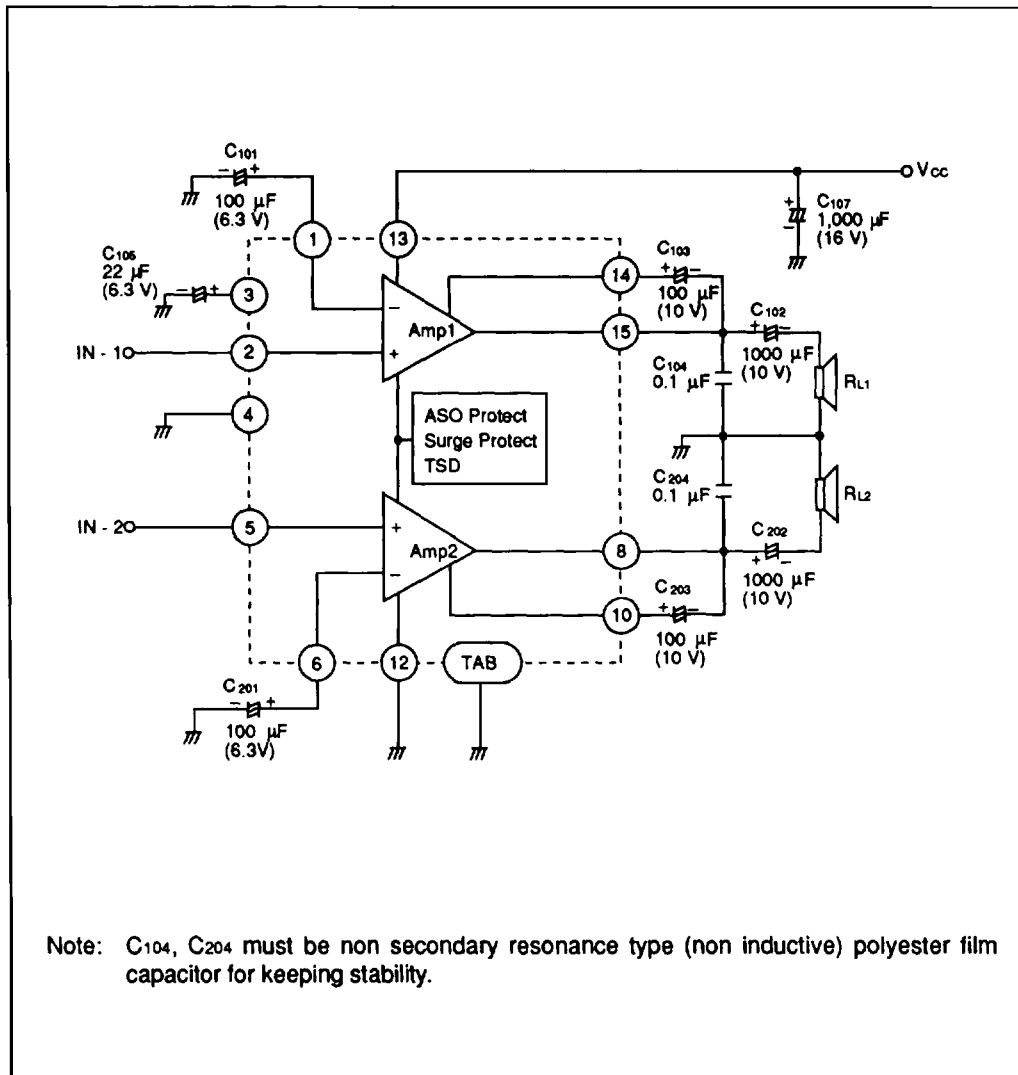 C101
− +
100 µF
(6.3 V)
VCC
+
−
C107
1,000 µF
(16 V)
1
13
C105
22 µF
(6.3 V)
− +
3
14
C103
+ −
100 µF
(10 V)
−
Amp1
+
IN - 1
2
15
C102
+ −
1000 µF
(10 V)
C104
0.1 µF
RL1
4
ASO Protect
Surge Protect
TSD
C204
0.1 µF
RL2
IN - 2
5
+
Amp2
−
8
C202
+ −
1000 µF
(10 V)
10
C203
+ −
100 µF
(10 V)
6
12
TAB
C201
− +
100 µF
(6.3V)
Note: C104, C204 must be non secondary resonance type (non inductive) polyester film
capacitor for keeping stability.